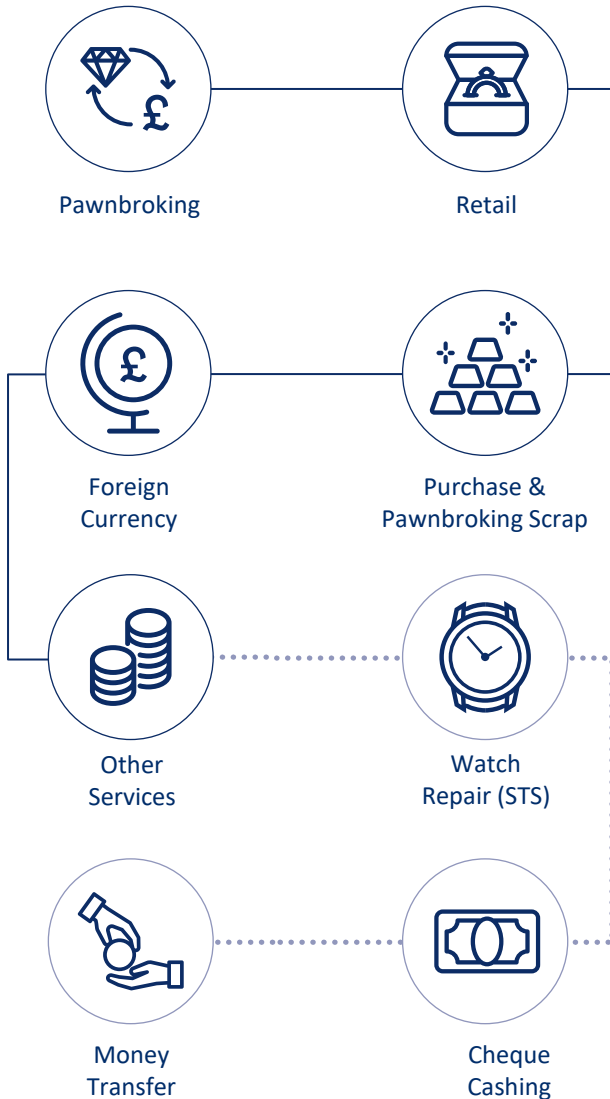 £
Pawnbroking
Retail
£
Foreign
Currency
Purchase &
Pawnbroking Scrap
Other
Services
Watch
Repair (STS)
Money
Transfer
Cheque
Cashing